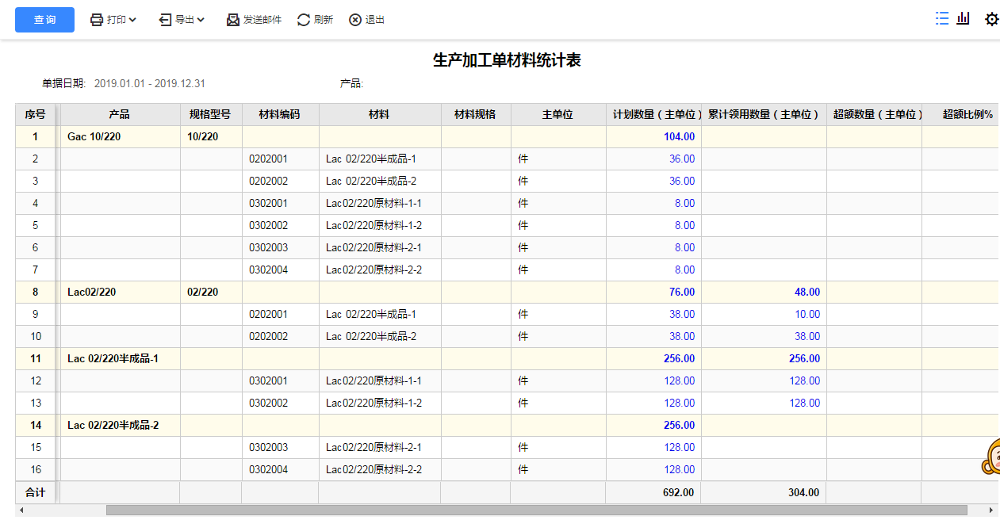 查询 打印 导出 发送邮件 刷新 退出
生产加工单材料统计表
单据日期: 2019.01.01 - 2019.12.31 产品:
序号 产品 规格型号 材料编码 材料 材料规格 主单位 计划数量（主单位） 累计领用数量（主单位） 超额数量（主单位） 超额比例%
1 Gac 10/220 10/220 104.00
2 0202001 Lac 02/220半成品-1 件 36.00
3 0202002 Lac 02/220半成品-2 件 36.00
4 0302001 Lac02/220原材料-1-1 件 8.00
5 0302002 Lac02/220原材料-1-2 件 8.00
6 0302003 Lac02/220原材料-2-1 件 8.00
7 0302004 Lac02/220原材料-2-2 件 8.00
8 Lac02/220 02/220 76.00 48.00
9 0202001 Lac 02/220半成品-1 件 38.00 10.00
10 0202002 Lac 02/220半成品-2 件 38.00 38.00
11 Lac 02/220半成品-1 256.00 256.00
12 0302001 Lac02/220原材料-1-1 件 128.00 128.00
13 0302002 Lac02/220原材料-1-2 件 128.00 128.00
14 Lac 02/220半成品-2 256.00
15 0302003 Lac02/220原材料-2-1 件 128.00
16 0302004 Lac02/220原材料-2-2 件 128.00
合计 692.00 304.00